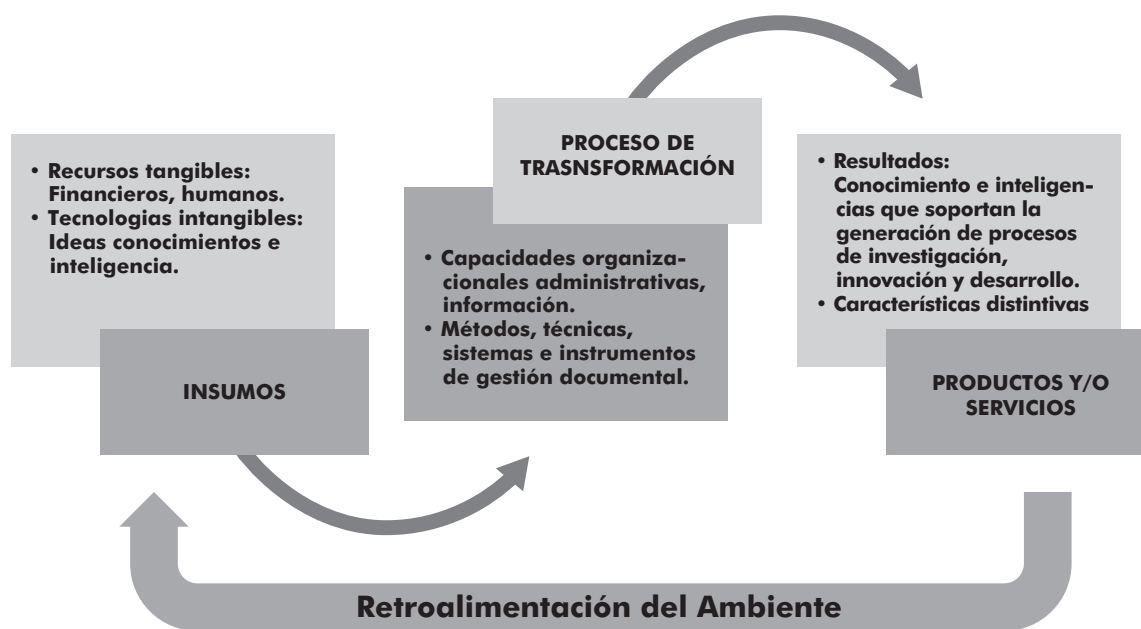 • Recursos tangibles:
Financieros, humanos.
• Tecnologias intangibles:
Ideas conocimientos e
inteligencia.
INSUMOS
PROCESO DE
TRASNSFORMACIÓN
• Capacidades organiza-
cionales administrativas,
información.
• Métodos, técnicas,
sistemas e instrumentos
de gestión documental.
• Resultados:
Conocimiento e inteligen-
cias que soportan la
generación de procesos
de investigación,
innovación y desarrollo.
• Características distintivas
PRODUCTOS Y/O
SERVICIOS
Retroalimentación del Ambiente